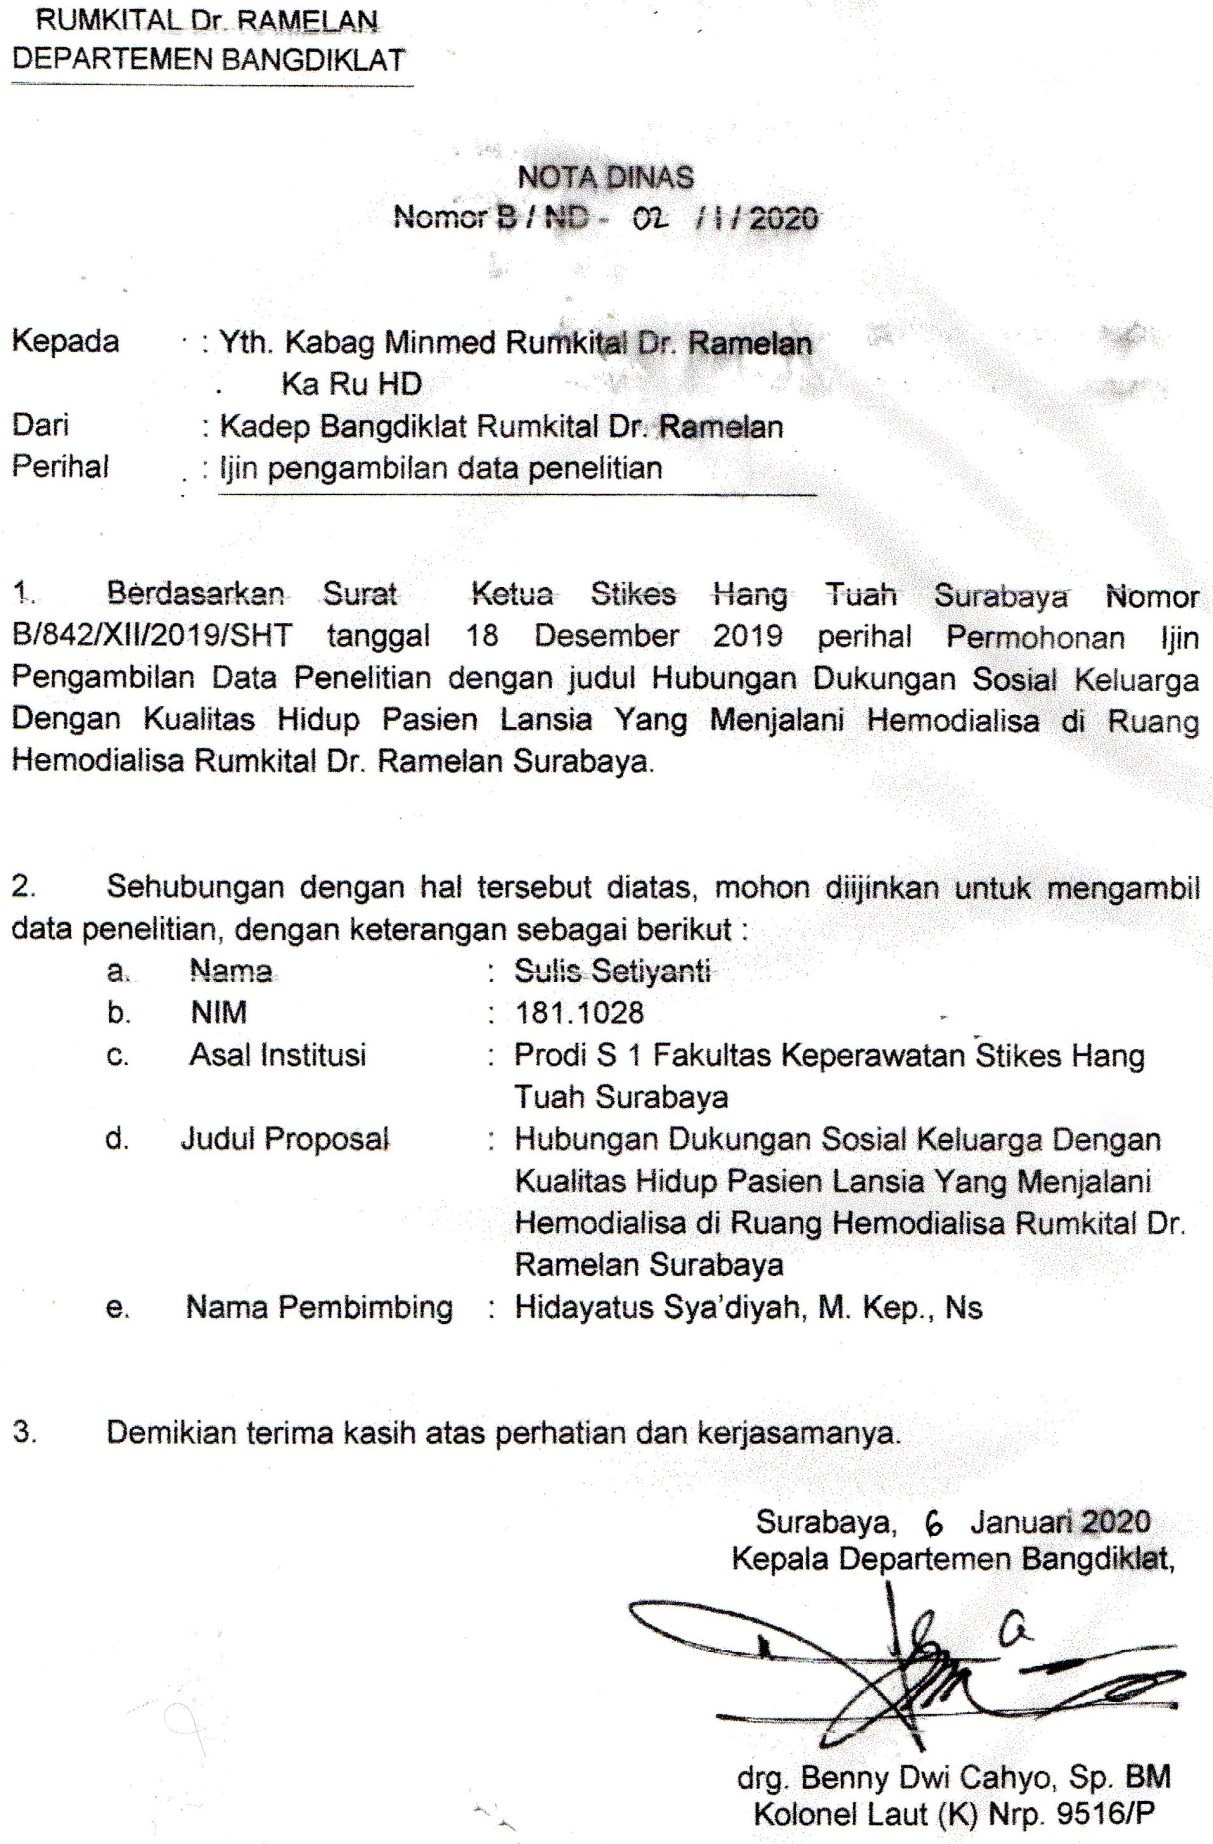 RUMKITAL Dr. RAMELAN
DEPARTEMEN BANGDIKLAT
NOTA DINAS
Nomor B / ND - 02 / I / 2020
Kepada : Yth. Kabag Minmed Rumkital Dr. Ramelan
Ka Ru HD
Dari : Kadep Bangdiklat Rumkital Dr. Ramelan
Perihal : Ijin pengambilan data penelitian
1. Berdasarkan Surat Ketua Stikes Hang Tuah Surabaya Nomor
B/842/XII/2019/SHT tanggal 18 Desember 2019 perihal Permohonan Ijin
Pengambilan Data Penelitian dengan judul Hubungan Dukungan Sosial Keluarga
Dengan Kualitas Hidup Pasien Lansia Yang Menjalani Hemodialisa di Ruang
Hemodialisa Rumkital Dr. Ramelan Surabaya.
2. Sehubungan dengan hal tersebut diatas, mohon diijinkan untuk mengambil
data penelitian, dengan keterangan sebagai berikut :
a. Nama : Sulis Setiyanti
b. NIM : 181.1028
c. Asal Institusi : Prodi S 1 Fakultas Keperawatan Stikes Hang
Tuah Surabaya
d. Judul Proposal : Hubungan Dukungan Sosial Keluarga Dengan
Kualitas Hidup Pasien Lansia Yang Menjalani
Hemodialisa di Ruang Hemodialisa Rumkital Dr.
Ramelan Surabaya
e. Nama Pembimbing : Hidayatus Sya'diyah, M. Kep., Ns
3. Demikian terima kasih atas perhatian dan kerjasamanya.
Surabaya, 6 Januari 2020
Kepala Departemen Bangdiklat,
drg. Benny Dwi Cahyo, Sp. BM
Kolonel Laut (K) Nrp. 9516/P